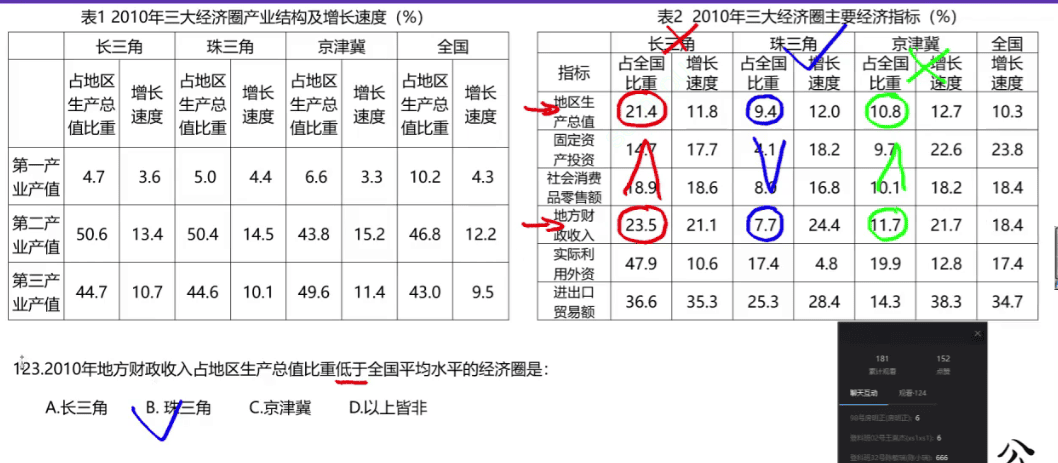 表1 2010年三大经济圈产业结构及增长速度（%）
长三角 珠三角 京津冀 全国
占地区生产总值比重 增长速度 占地区生产总值比重 增长速度 占地区生产总值比重 增长速度 占地区生产总值比重 增长速度
第一产业产值 4.7 3.6 5.0 4.4 6.6 3.3 10.2 4.3
第二产业产值 50.6 13.4 50.4 14.5 43.8 15.2 46.8 12.2
第三产业产值 44.7 10.7 44.6 10.1 49.6 11.4 43.0 9.5
表2 2010年三大经济圈主要经济指标（%）
指标 长三角 珠三角 京津冀 全国
占全国比重 增长速度 占全国比重 增长速度 占全国比重 增长速度 增长速度
地区生产总值 21.4 11.8 9.4 12.0 10.8 12.7 10.3
固定资产投资 14.7 17.7 4.1 18.2 9.7 22.6 23.8
社会消费品零售额 18.9 18.6 16.8 10.1 18.2 18.4
地方财政收入 23.5 21.1 7.7 24.4 11.7 21.7 18.4
实际利用外资 47.9 10.6 17.4 4.8 19.9 12.8 17.4
进出口贸易额 36.6 35.3 25.3 28.4 14.3 38.3 34.7
123.2010年地方财政收入占地区生产总值比重低于全国平均水平的经济圈是：
A.长三角 B. 珠三角 C.京津冀 D.以上皆非
181 152
累计观看 点赞
聊天互动 观看·124
6
6
666